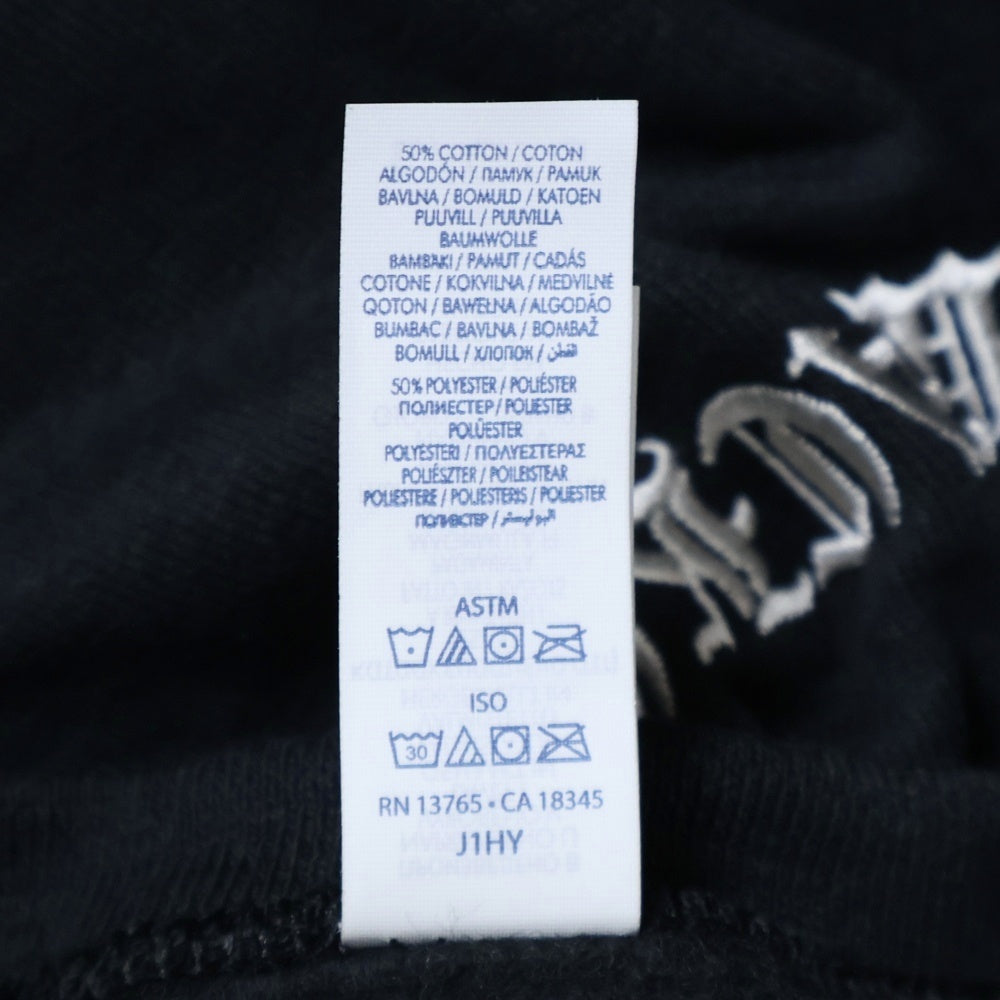 50% COTTON / COTON
ALGODÓN / ПАМУК / PAMUK
BAVLNA / BOMULD / KATOEN
PUUVILL / PUUVILLA
BAUMWOLLE
BAMBAKI / PAMUT / CADÁS
COTONE / KOKVILNA / MEDVILNĖ
QOTON / BAWEŁNA / ALGODÃO
BUMBAC / BAVLNA / BOMBAŽ
BOMULL / ХЛОПОК / القطن
50% POLYESTER / POLIÉSTER
ПОЛИЕСТЕР / POLIESTER
POLÜESTER
POLYESTERI / ΠΟΛΥΕΣΤΕΡΑΣ
POLIÉSZTER / POILEISTEAR
POLIESTERE / POLIESTERIS / POLIESTER
ПОЛИЕСТЕР / البوليستر
ASTM
ISO
30
RN 13765 • CA 18345
J1HY